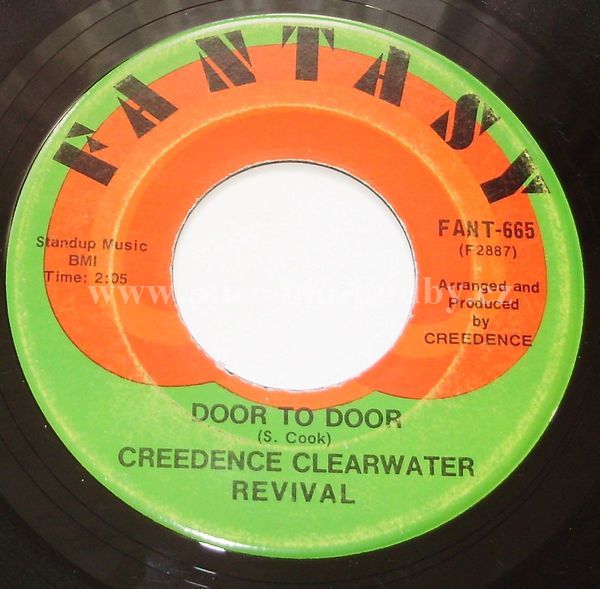 FANTASY
Standup Music
BMI
Time: 2:05
FANT-665
(F2887)
Arranged and
Produced
by
CREEDENCE
DOOR TO DOOR
(S. Cook)
CREEDENCE CLEARWATER
REVIVAL